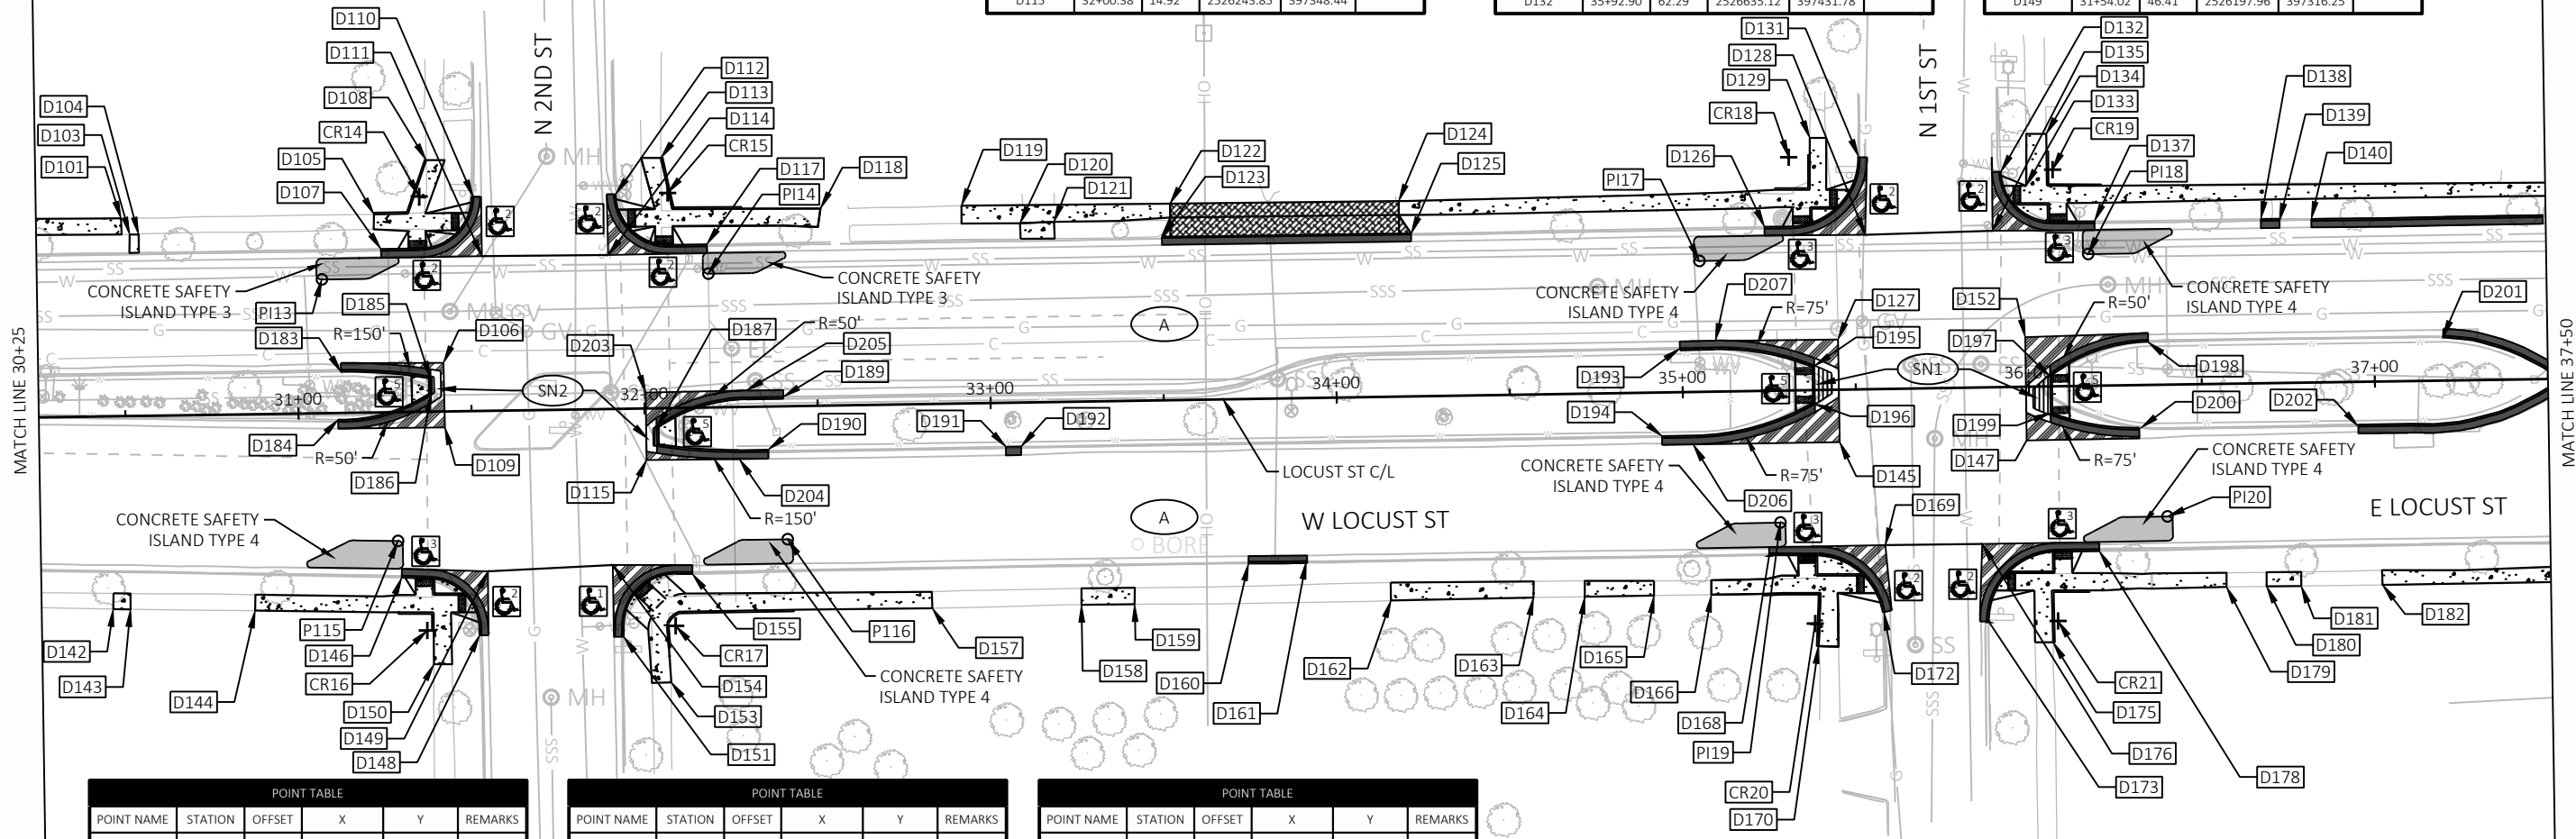 D115 32+00.38 14.92 2526243.85 397348.44
D132 35+92.90 62.29 2526635.12 397431.78
D149 31+54.02 46.41 2526197.96 397316.25
D110
D111
D108
CR14
D105
D107
D104
D103
D101
N 2ND ST
MH
D112
D113
D114
CR15
D117
PI14
D118
D119
D120
D121
D122
D123
D124
D125
OHO
D131
D128
D129
CR18
D126
PI17
N 1ST ST
D132
D135
D134
D133
CR19
D137
PI18
D138
D139
D140
CONCRETE SAFETY
ISLAND TYPE 3
PI13
D185
D183
R=150'
D106
CONCRETE SAFETY
ISLAND TYPE 3
D187
R=50'
D205
D189
D203
A
CONCRETE SAFETY
ISLAND TYPE 4
D207
R=75'
D127
D195
D193
D152
D197
R=50'
CONCRETE SAFETY
ISLAND TYPE 4
D201
D198
MATCH LINE 30+25
31+00
SN2
32+00
33+00
34+00
35+00
SN1
37+00
MATCH LINE 37+50
D184
R=50'
D186
D109
D115
D190
D191
D192
D204
R=150'
LOCUST ST C/L
D194
D196
CONCRETE SAFETY
ISLAND TYPE 4
R=75'
D206
D145
D199
D147
D200
D202
R=75'
CONCRETE SAFETY
ISLAND TYPE 4
PI20
CONCRETE SAFETY
ISLAND TYPE 4
A
BORE
W LOCUST ST
D169
E LOCUST ST
D142
D143
D144
P115
D146
CR16
D150
D149
D148
MH
D155
P116
CR17
D154
D153
D151
D157
CONCRETE SAFETY
ISLAND TYPE 4
D158
D159
D160
D161
D162
D163
D164
D165
D166
D168
PI19
CR20
D170
D172
SS
CR21
D175
D176
D173
D178
D179
D180
D181
D182
POINT TABLE
POINT NAME STATION OFFSET X Y REMARKS
POINT TABLE
POINT NAME STATION OFFSET X Y REMARKS
POINT TABLE
POINT NAME STATION OFFSET X Y REMARKS